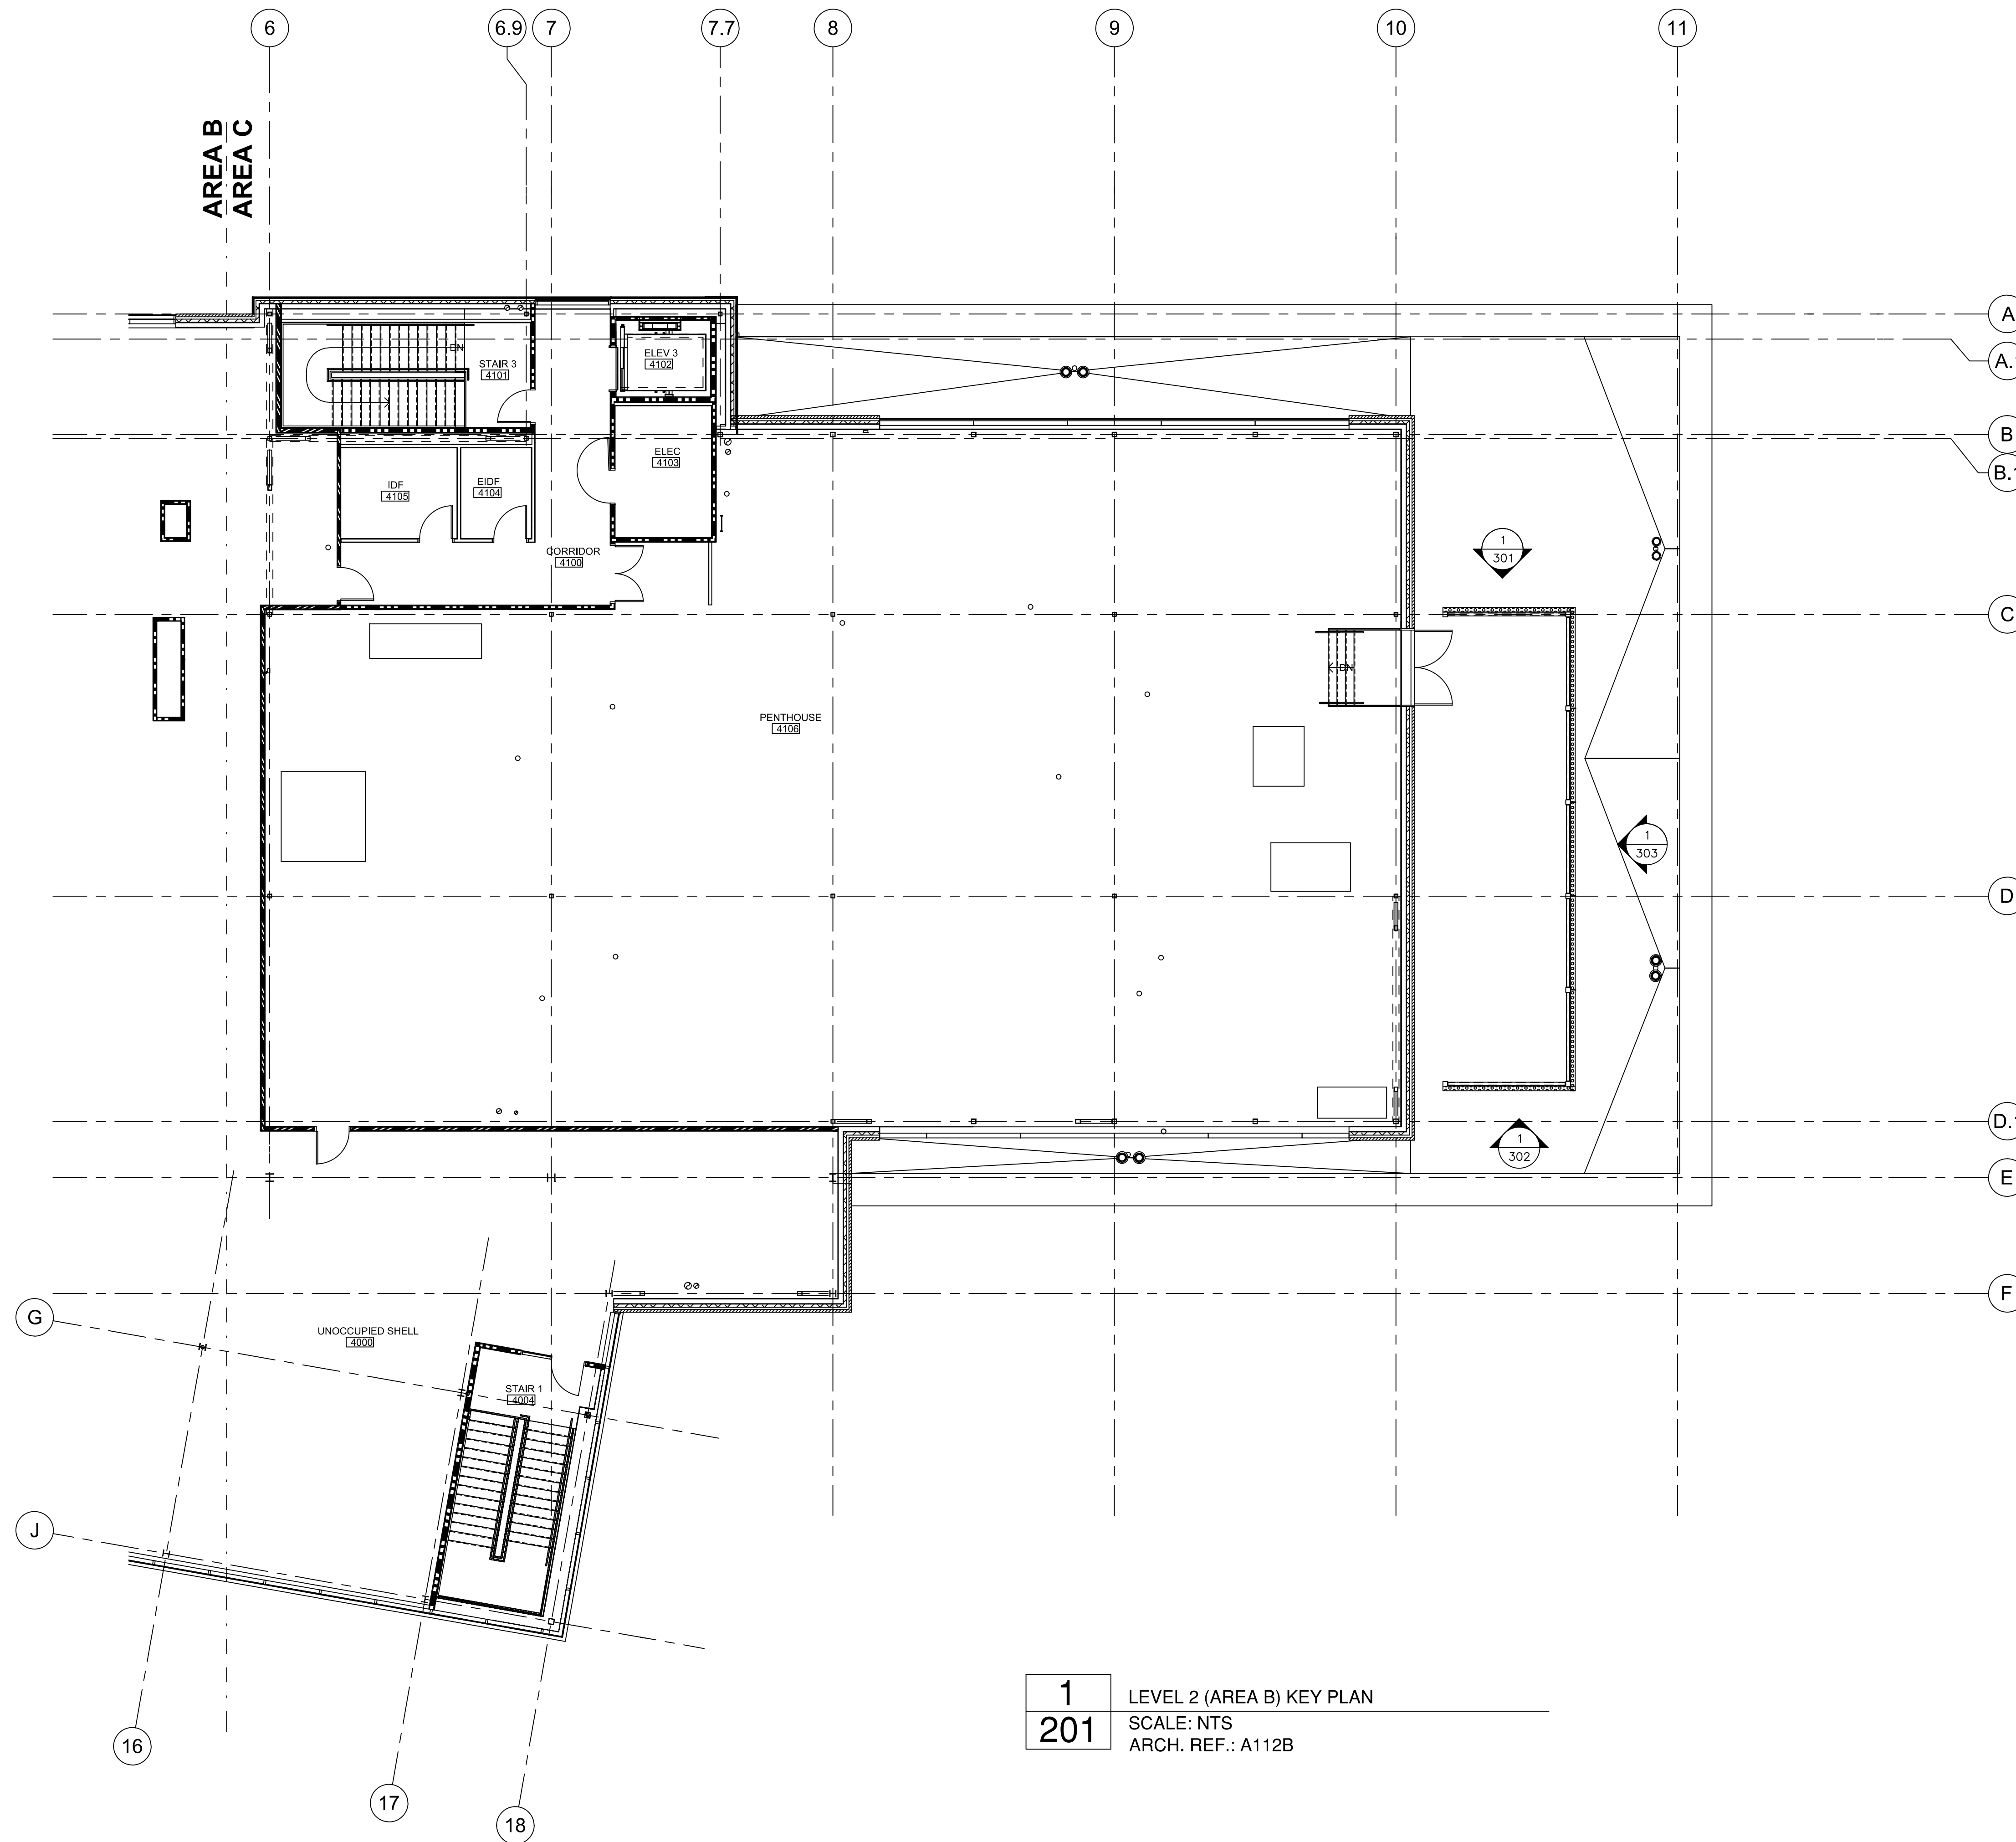 6
6.9
7
7.7
8
9
10
11
AREA B
AREA C
A
A.
B
B.
C
D
D.
E
F
G
J
16
17
18
DN
STAIR 3
4101
ELEV 3
4102
ELEC
4103
IDF
4105
EIDF
4104
CORRIDOR
4100
1
301
DN
PENTHOUSE
4106
1
303
1
302
UNOCCUPIED SHELL
4000
STAIR 1
4004
1
201
LEVEL 2 (AREA B) KEY PLAN
SCALE: NTS
ARCH. REF.: A112B